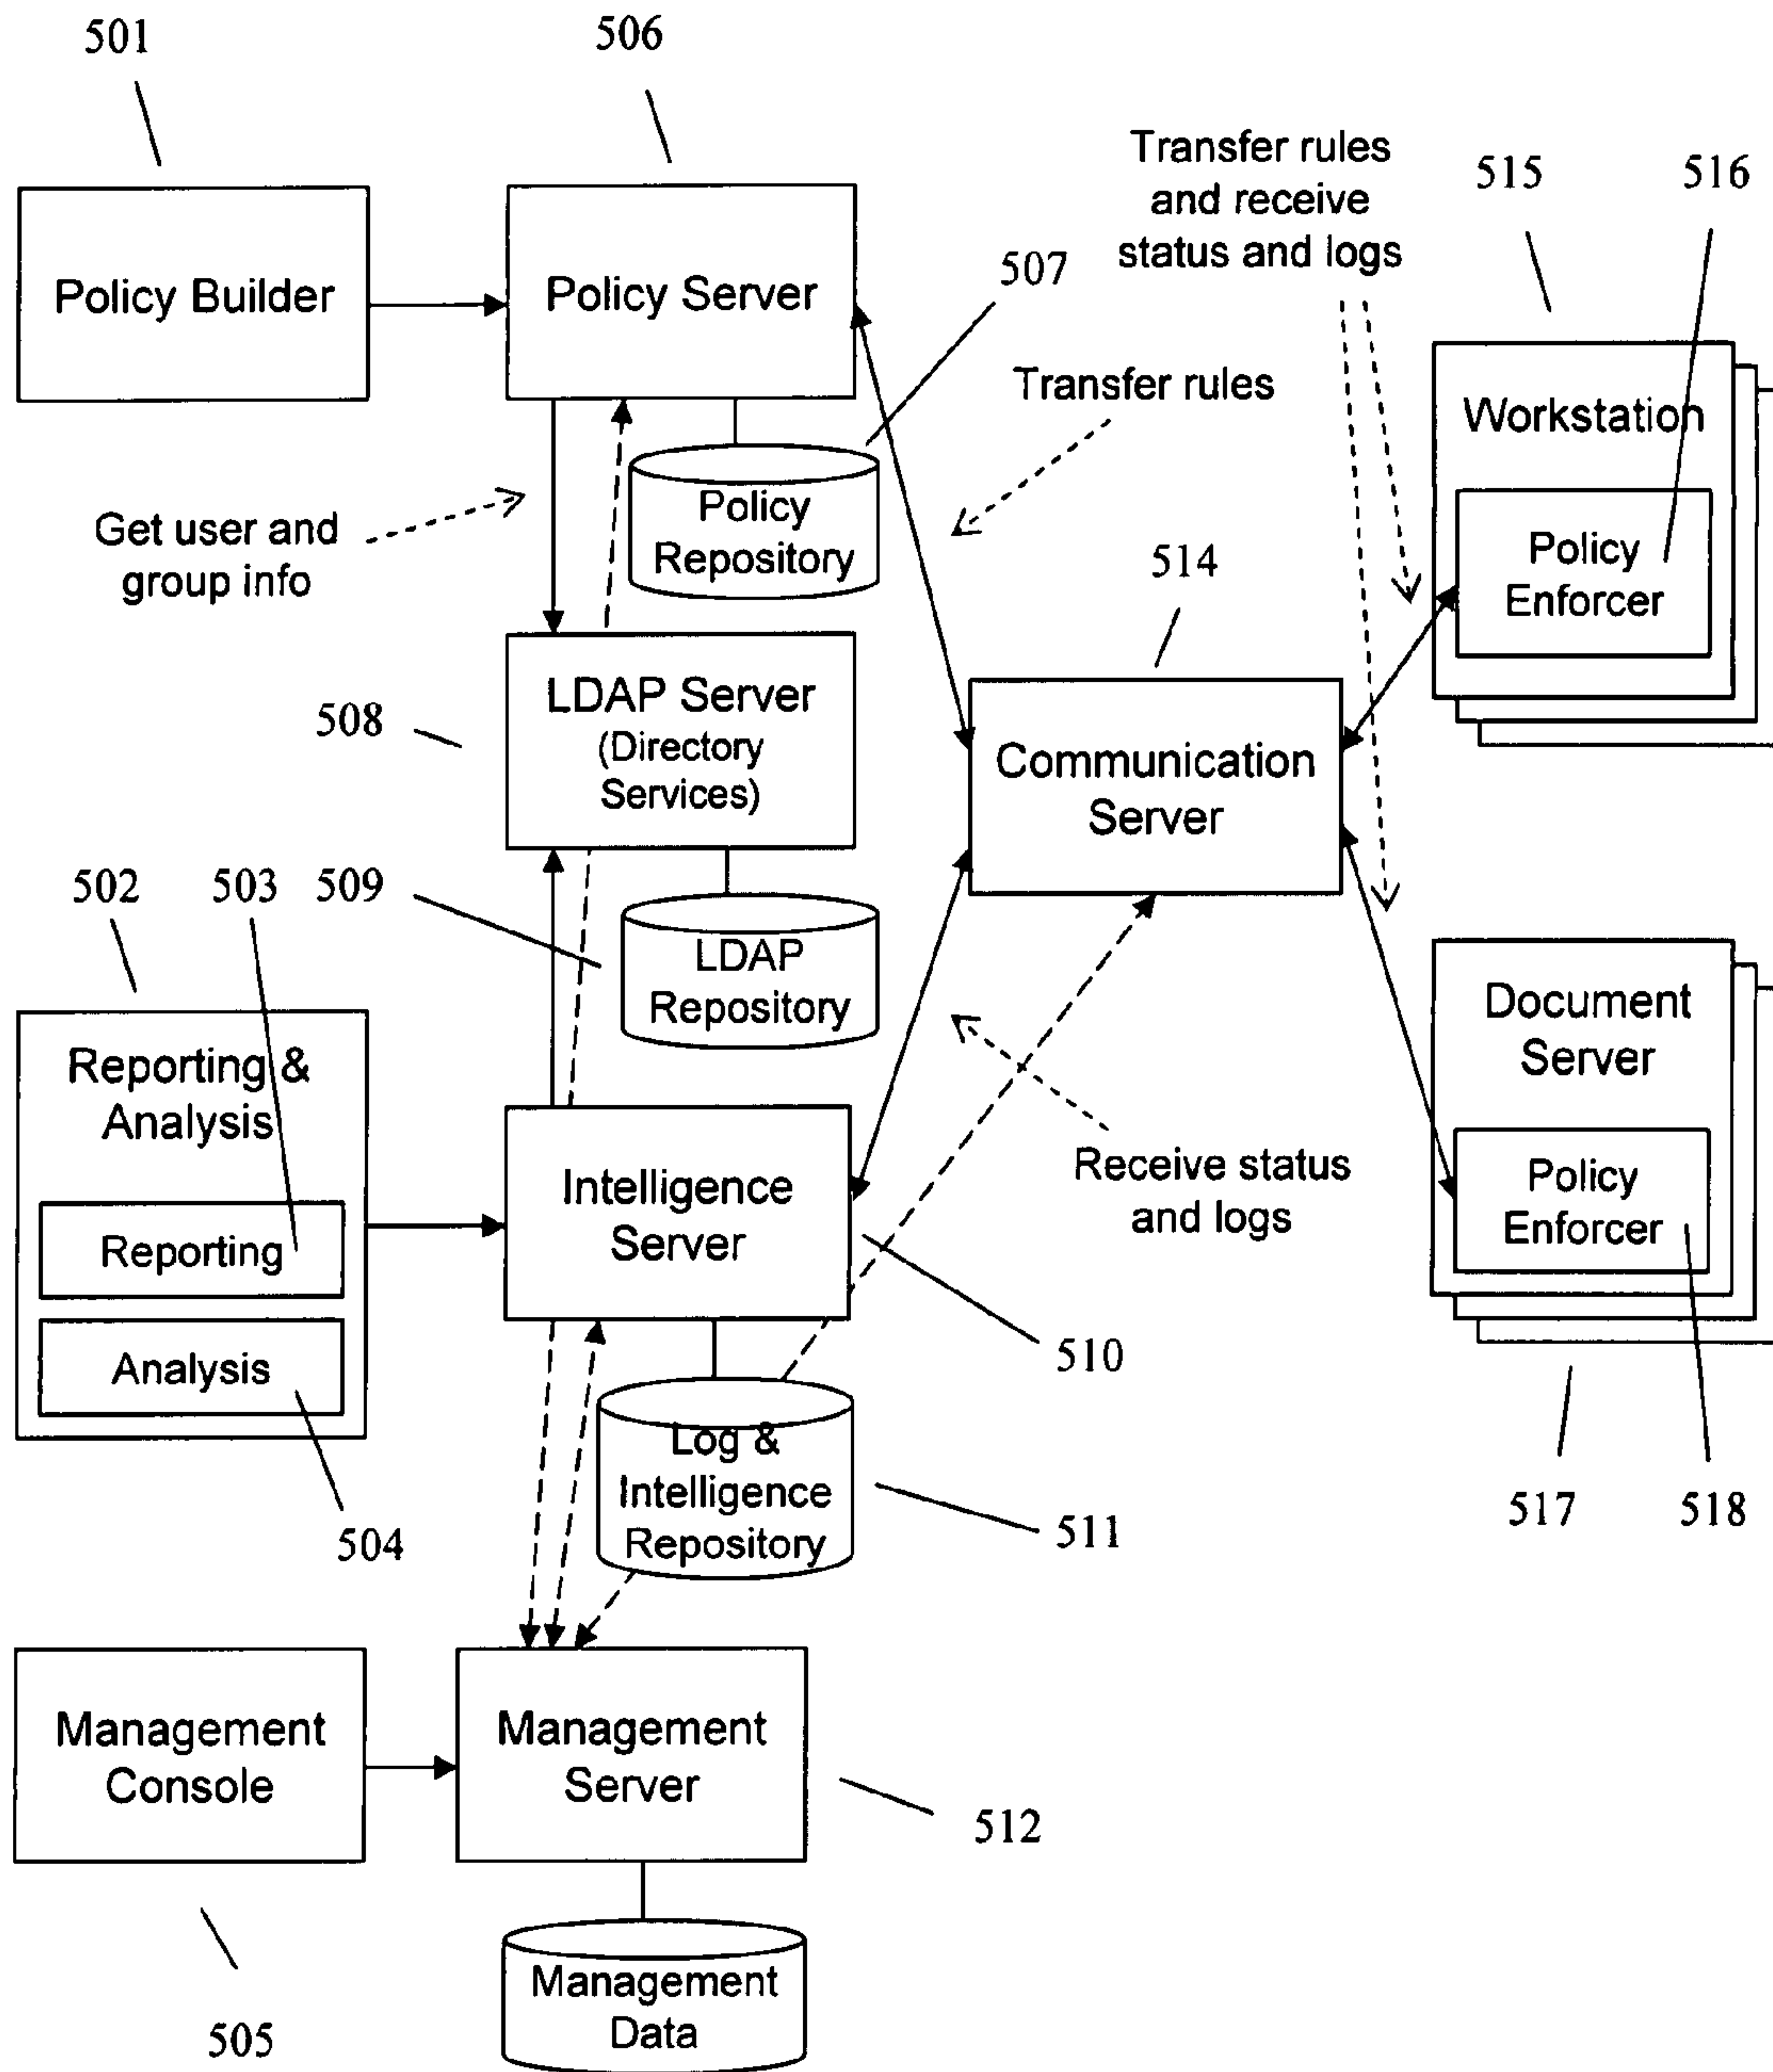 501
506
Transfer rules
and receive
status and logs
515
516
Policy Builder
Policy Server
507
Transfer rules
Workstation
Policy
Repository
Get user and
group info
Policy
Enforcer
514
LDAP Server
(Directory
Services)
508
Communication
Server
502
503
509
LDAP
Repository
Document
Server
Reporting &
Analysis
Intelligence
Server
Receive status
and logs
Policy
Enforcer
Reporting
Analysis
510
Log &
Intelligence
Repository
504
511
517
518
Management
Console
Management
Server
512
505
Management
Data